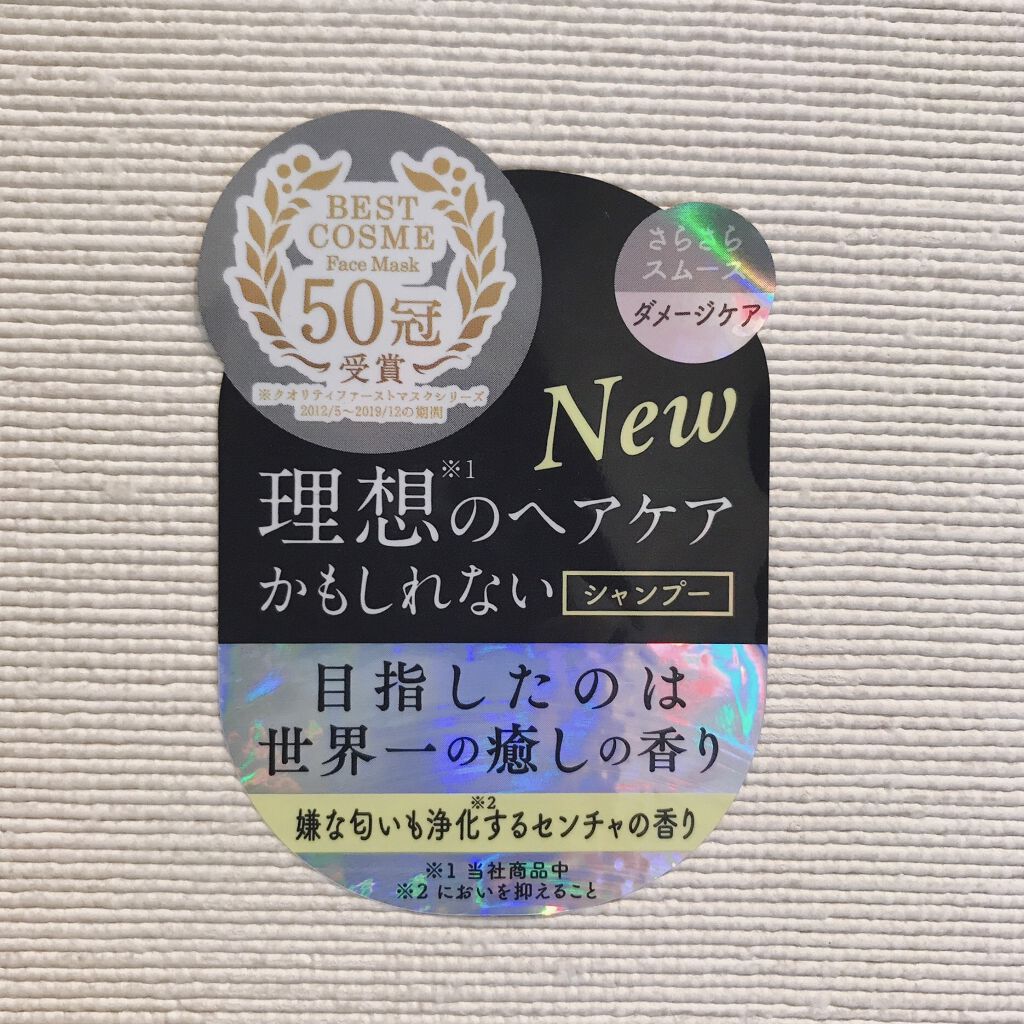 BEST
COSME
Face Mask
50冠
受賞
※クオリティファーストマスクシリーズ
2012/5～2019/12の期間
さらさら
スムース
ダメージケア
New
理想※1のヘアケア
かもしれない シャンプー
目指したのは
世界一の癒しの香り
嫌な匂いも浄化※2するセンチャの香り
※1 当社商品中
※2 においを抑えること